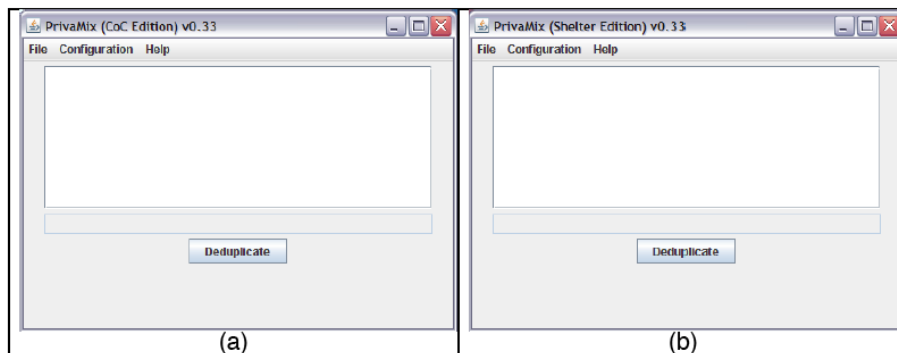 PrivaMix (CoC Edition) v0.33
File Configuration Help
Deduplicate
(a)
PrivaMix (Shelter Edition) v0.33
File Configuration Help
Deduplicate
(b)